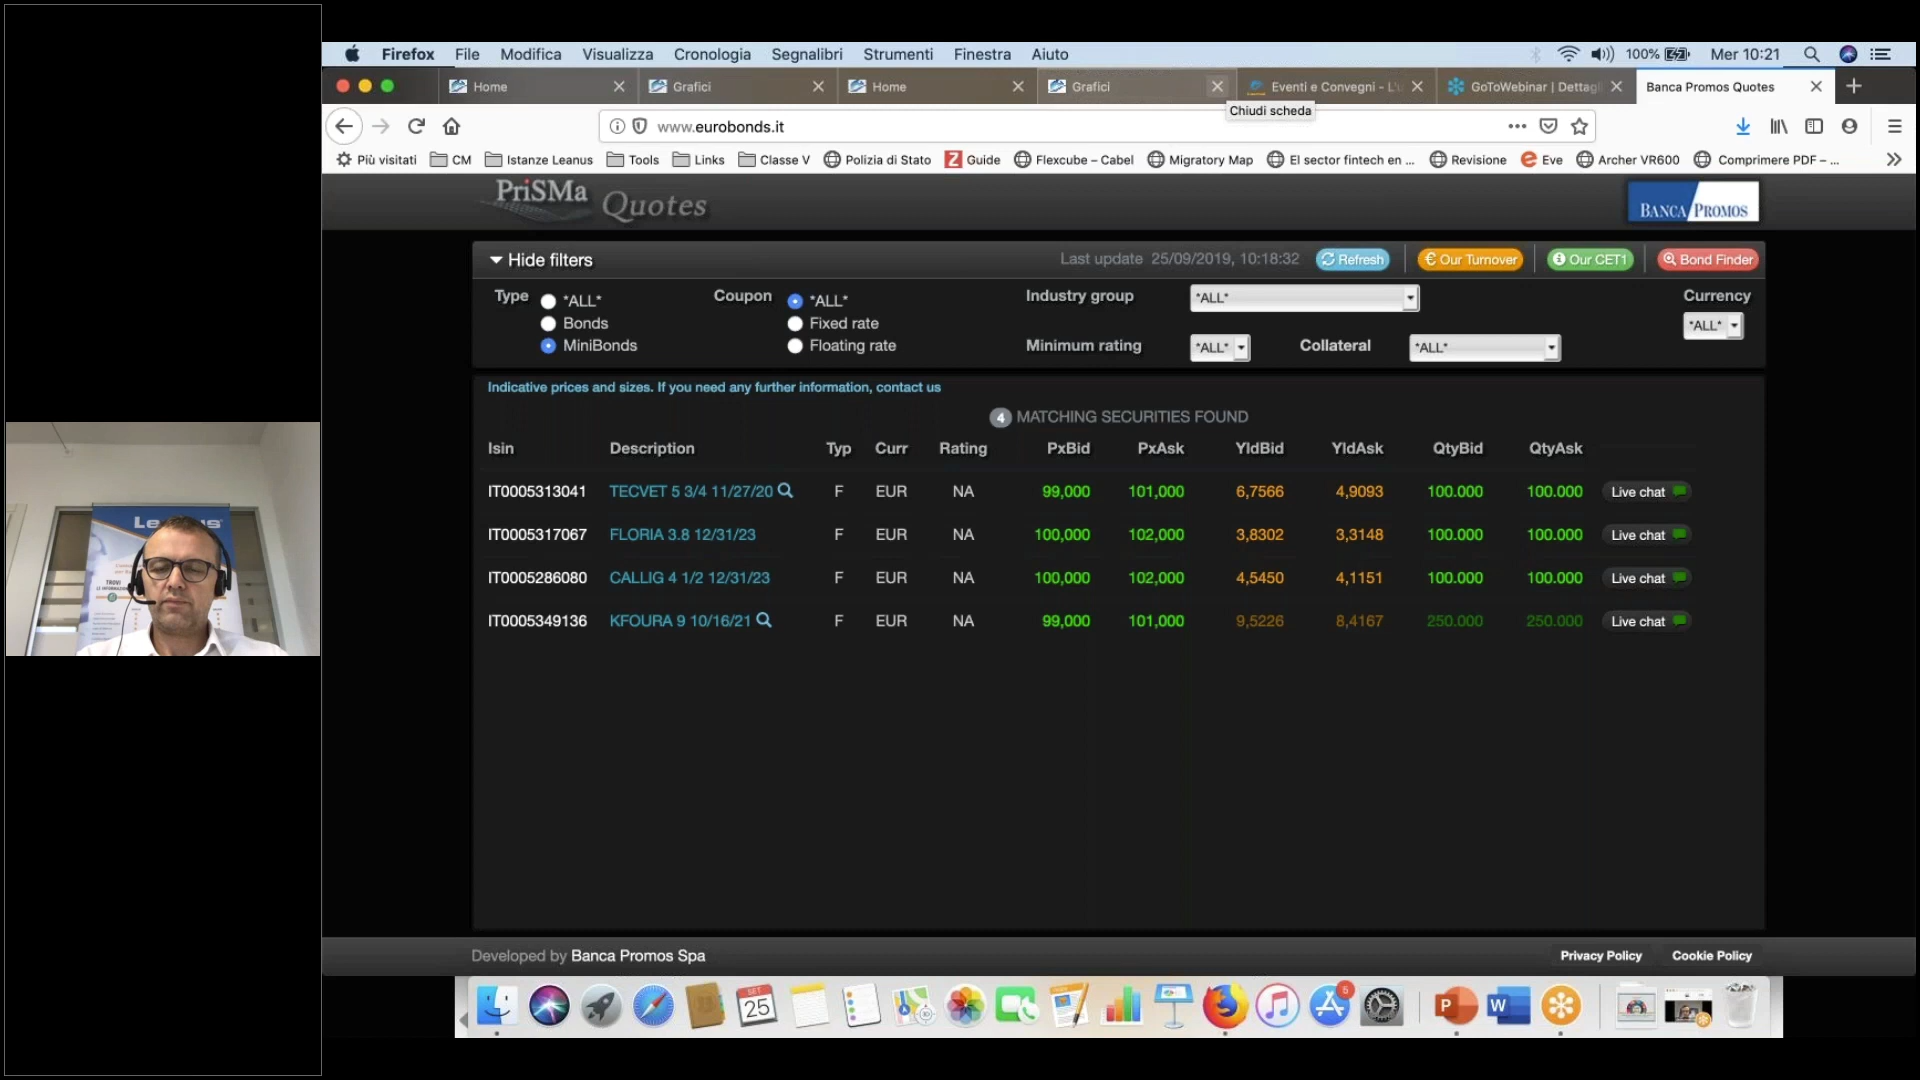 Firefox File Modifica Visualizza Cronologia Segnalibri Strumenti Finestra Aiuto 100% Mer 10:21
Home Grafici Home Grafici Eventi e Convegni - L'u GoToWebinar | Dettagli Banca Promos Quotes
Chiudi scheda
www.eurobonds.it
Più visitati CM Istanze Leanus Tools Links Classe V Polizia di Stato Guide Flexcube – Cabel Migratory Map El sector fintech en ... Revisione Eve Archer VR600 Comprimere PDF – ...
PriSMa Quotes
BANCA PROMOS
Hide filters Last update 25/09/2019, 10:18:32 Refresh € Our Turnover Our CET1 Bond Finder
Type *ALL* Coupon *ALL* Industry group *ALL* Currency
Bonds Fixed rate *ALL*
MiniBonds Floating rate Minimum rating *ALL* Collateral *ALL*
Indicative prices and sizes. If you need any further information, contact us
4 MATCHING SECURITIES FOUND
Isin Description Typ Curr Rating PxBid PxAsk YldBid YldAsk QtyBid QtyAsk
IT0005313041 TECVET 5 3/4 11/27/20 F EUR NA 99,000 101,000 6,7566 4,9093 100.000 100.000 Live chat
IT0005317067 FLORIA 3.8 12/31/23 F EUR NA 100,000 102,000 3,8302 3,3148 100.000 100.000 Live chat
IT0005286080 CALLIG 4 1/2 12/31/23 F EUR NA 100,000 102,000 4,5450 4,1151 100.000 100.000 Live chat
IT0005349136 KFOURA 9 10/16/21 F EUR NA 99,000 101,000 9,5226 8,4167 250.000 250.000 Live chat
Developed by Banca Promos Spa Privacy Policy Cookie Policy
SET
25
5
P W
TROVI